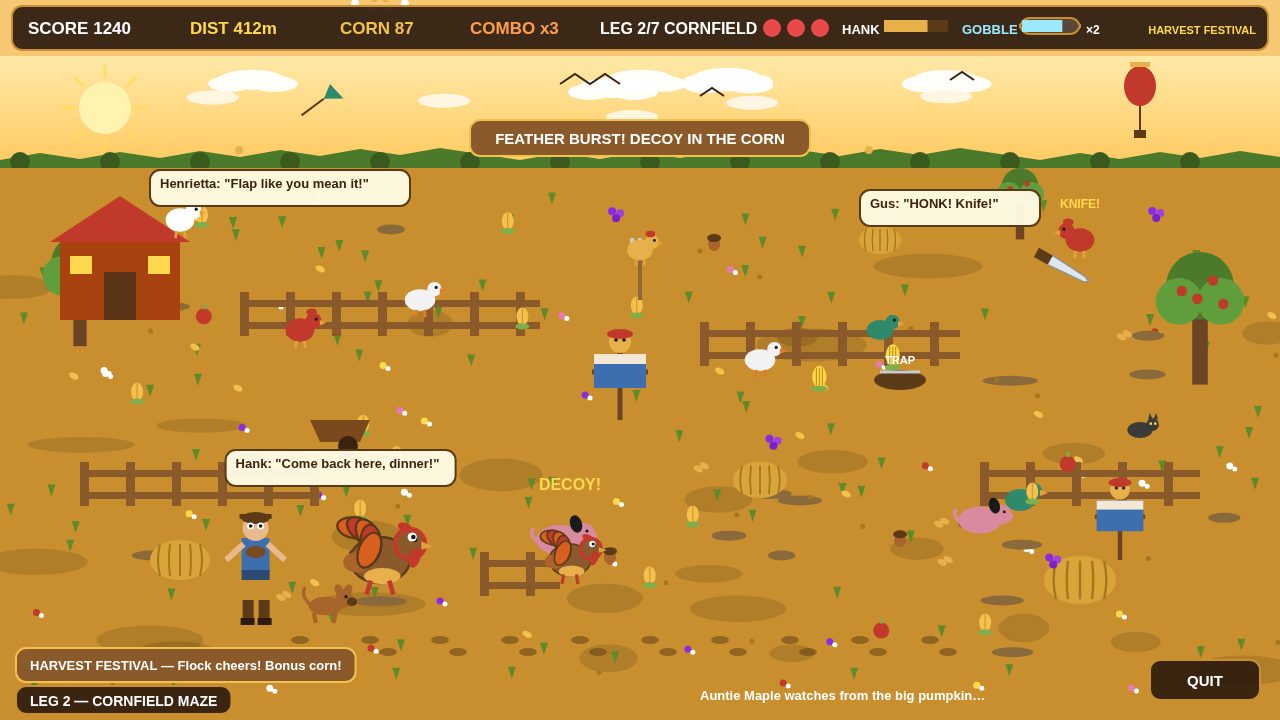 SCORE 1240 DIST 412m CORN 87 COMBO x3 LEG 2/7 CORNFIELD HANK GOBBLE ×2 HARVEST FESTIVAL
FEATHER BURST! DECOY IN THE CORN
Henrietta: "Flap like you mean it!"
Gus: "HONK! Knife!"
KNIFE!
TRAP
Hank: "Come back here, dinner!"
DECOY!
HARVEST FESTIVAL — Flock cheers! Bonus corn!
LEG 2 — CORNFIELD MAZE
Auntie Maple watches from the big pumpkin…
QUIT